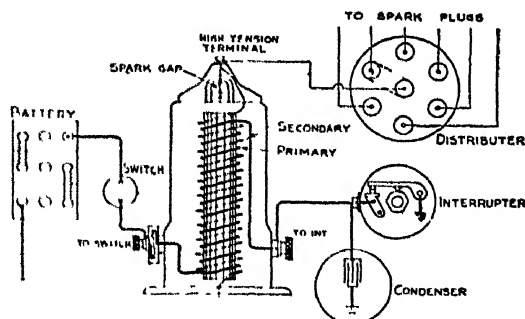 TO SPARK PLUGS
HIGH TENSION
TERMINAL
SPARK GAP
BATTERY
SECONDARY
PRIMARY
DISTRIBUTER
SWITCH
INTERRUPTER
TO SWITCH
TO INT
CONDENSER